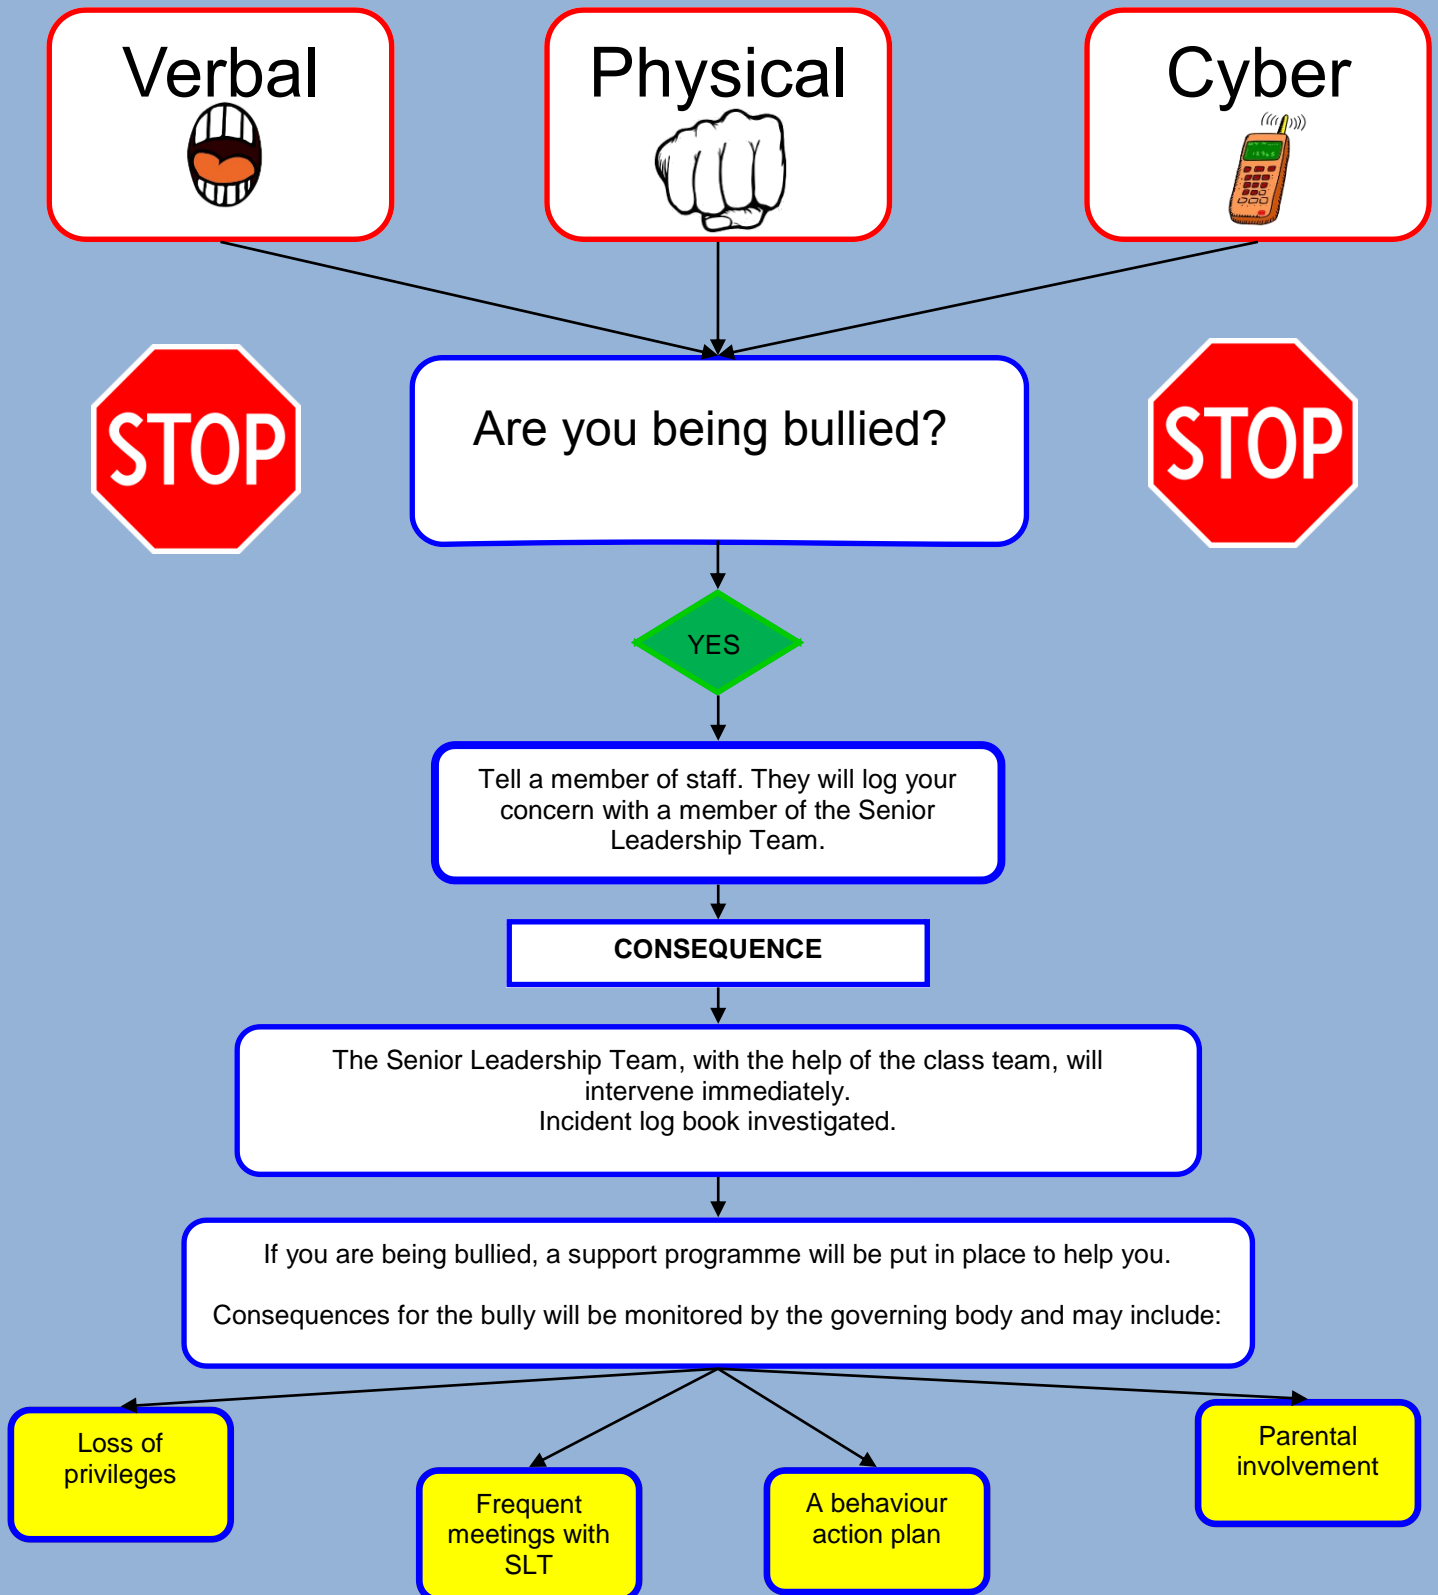 Verbal
Physical
Cyber
STOP
Are you being bullied?
STOP
YES
Tell a member of staff. They will log your
concern with a member of the Senior
Leadership Team.
CONSEQUENCE
The Senior Leadership Team, with the help of the class team, will
intervene immediately.
Incident log book investigated.
If you are being bullied, a support programme will be put in place to help you.
Consequences for the bully will be monitored by the governing body and may include:
Loss of
privileges
Frequent
meetings with
SLT
A behaviour
action plan
Parental
involvement